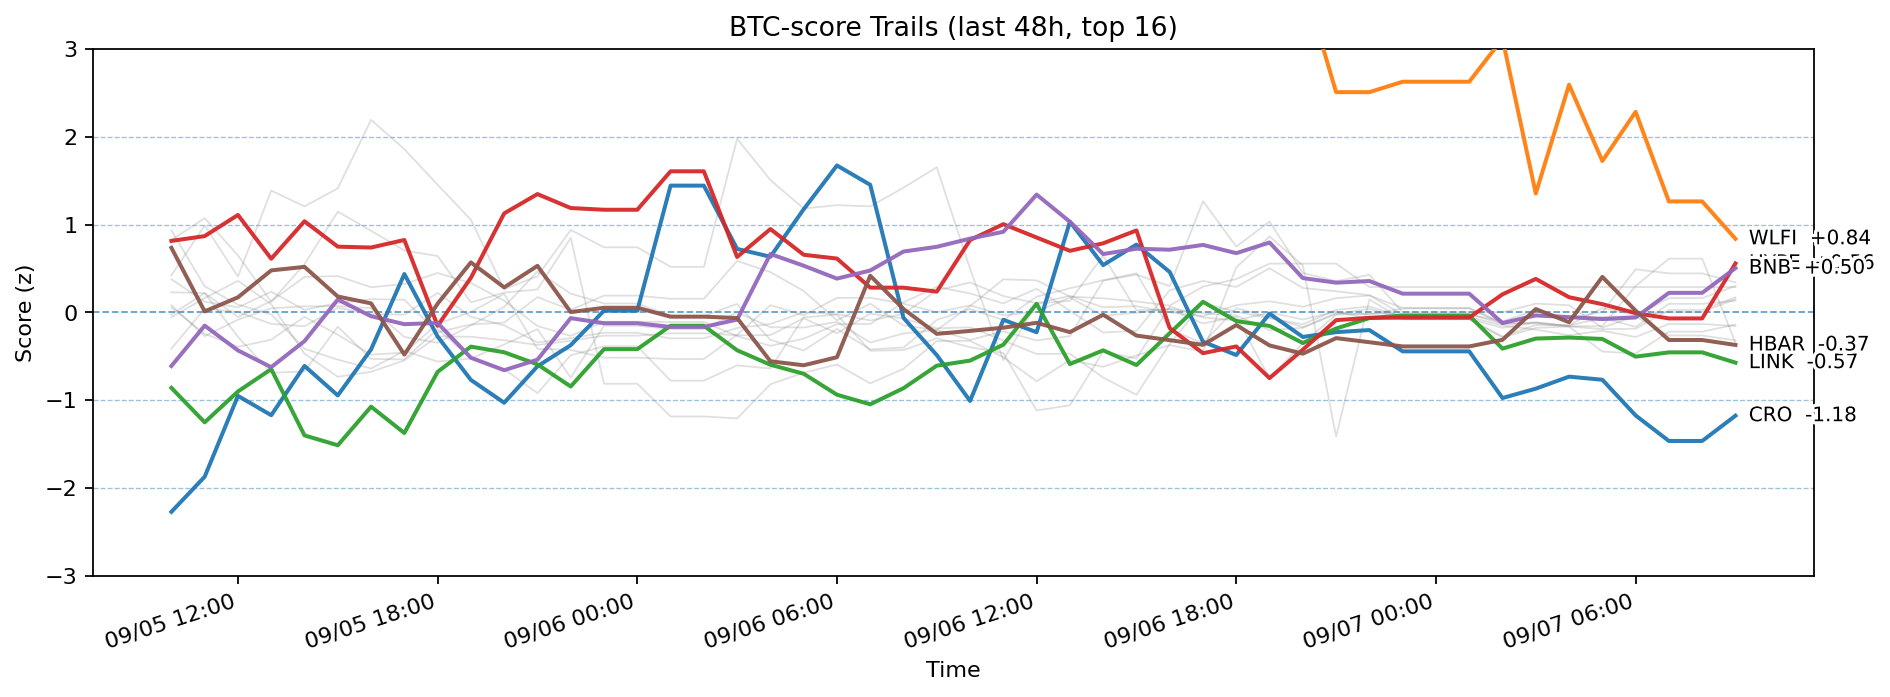 BTC-score Trails (last 48h, top 16)
Score (z)
3
2
1
0
−1
−2
−3
WLFI +0.84
BNB +0.50
HBAR -0.37
LINK -0.57
CRO -1.18
09/05 12:00
09/05 18:00
09/06 00:00
09/06 06:00
09/06 12:00
09/06 18:00
09/07 00:00
09/07 06:00
Time